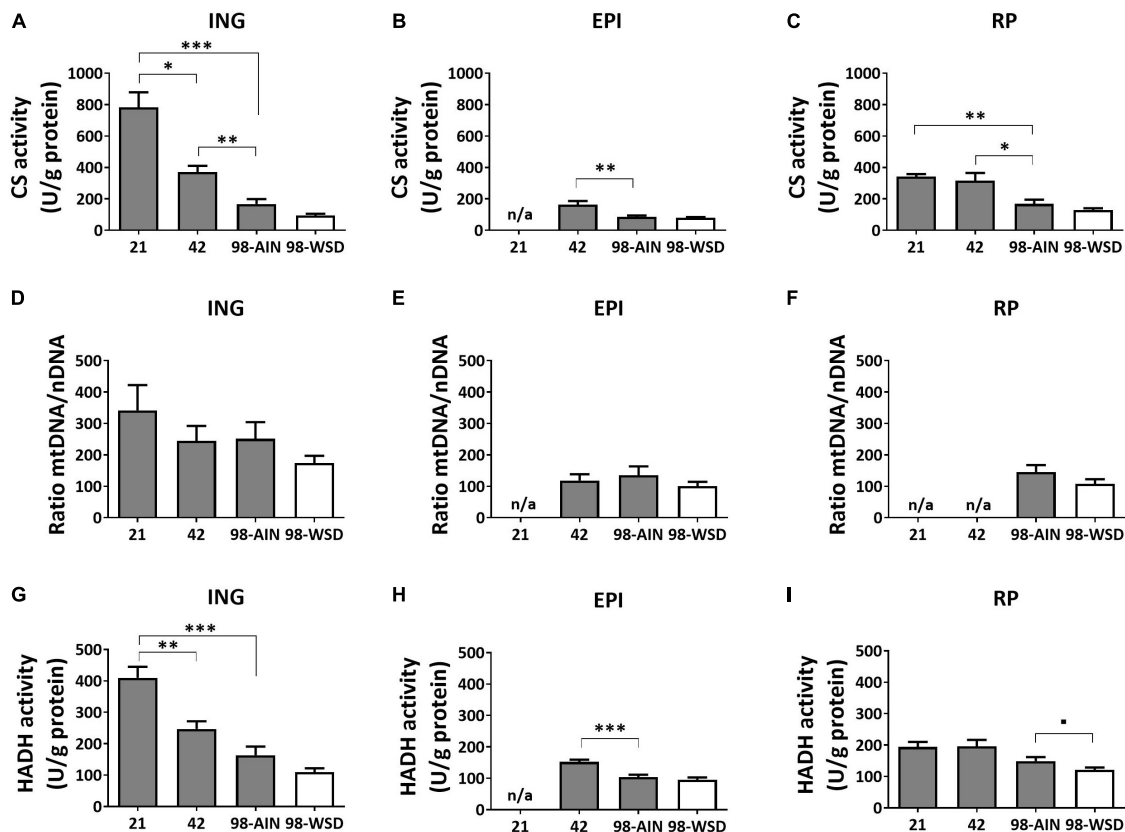 A ING
CS activity
(U/g protein)
1000
800
600
400
200
0
***
*
**
21 42 98-AIN 98-WSD
B EPI
CS activity
(U/g protein)
1000
800
600
400
200
0
n/a
**
21 42 98-AIN 98-WSD
C RP
CS activity
(U/g protein)
1000
800
600
400
200
0
**
*
21 42 98-AIN 98-WSD
D ING
Ratio mtDNA/nDNA
500
400
300
200
100
0
21 42 98-AIN 98-WSD
E EPI
Ratio mtDNA/nDNA
500
400
300
200
100
0
n/a
21 42 98-AIN 98-WSD
F RP
Ratio mtDNA/nDNA
500
400
300
200
100
0
n/a n/a
21 42 98-AIN 98-WSD
G ING
HADH activity
(U/g protein)
500
400
300
200
100
0
***
**
21 42 98-AIN 98-WSD
H EPI
HADH activity
(U/g protein)
500
400
300
200
100
0
n/a
***
21 42 98-AIN 98-WSD
I RP
HADH activity
(U/g protein)
500
400
300
200
100
0
▪
21 42 98-AIN 98-WSD